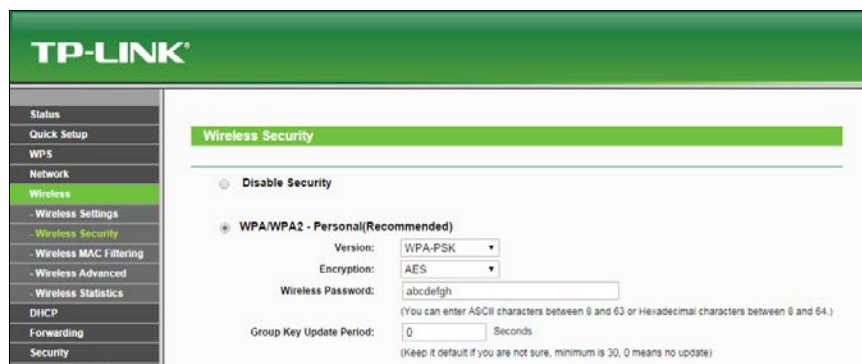 TP-LINK®
Status
Quick Setup
WPS
Network
Wireless
- Wireless Settings
- Wireless Security
- Wireless MAC Filtering
- Wireless Advanced
- Wireless Statistics
DHCP
Forwarding
Security
Wireless Security
Disable Security
WPA/WPA2 - Personal(Recommended)
Version: WPA-PSK
Encryption: AES
Wireless Password: abcdefgh
(You can enter ASCII characters between 8 and 63 or Hexadecimal characters between 8 and 64.)
Group Key Update Period: 0 Seconds
(Keep it default if you are not sure, minimum is 30, 0 means no update)